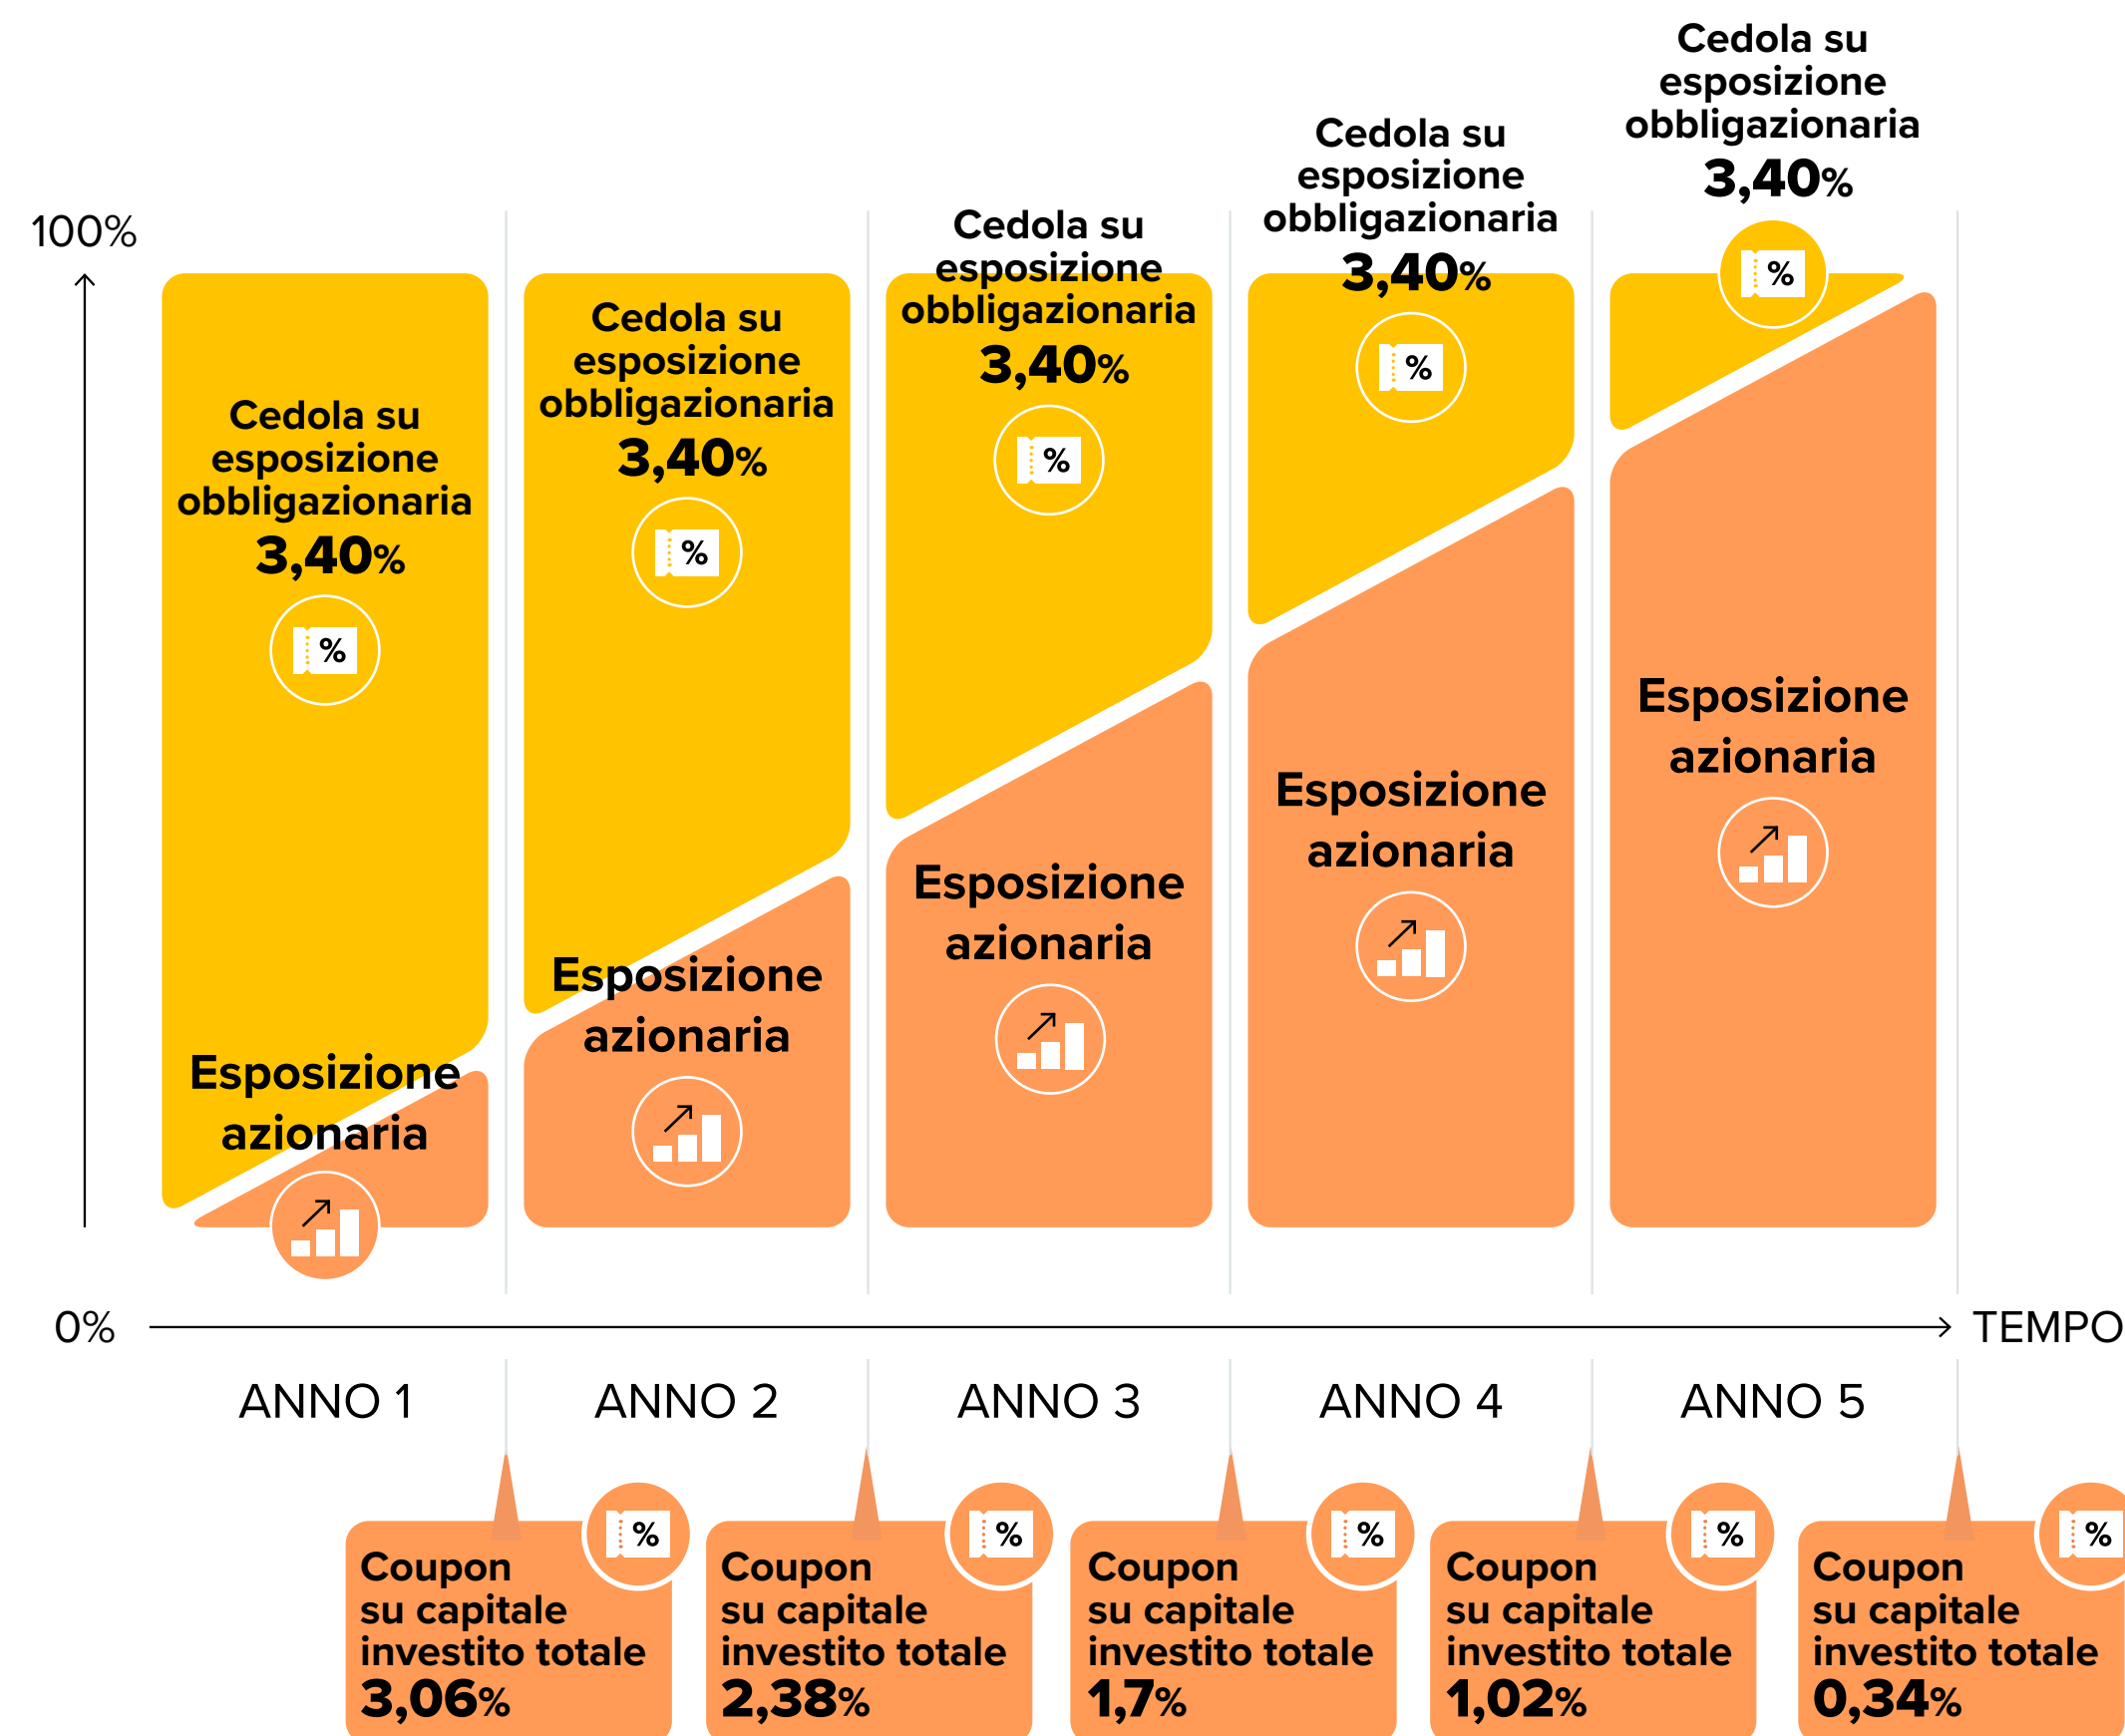 100%
Cedola su
esposizione
obbligazionaria
3,40%
%
Esposizione
azionaria
Cedola su
esposizione
obbligazionaria
3,40%
%
Esposizione
azionaria
Cedola su
esposizione
obbligazionaria
3,40%
%
Esposizione
azionaria
Cedola su
esposizione
obbligazionaria
3,40%
%
Esposizione
azionaria
Cedola su
esposizione
obbligazionaria
3,40%
%
Esposizione
azionaria
0%
TEMPO
ANNO 1
ANNO 2
ANNO 3
ANNO 4
ANNO 5
%
Coupon
su capitale
investito totale
3,06%
%
Coupon
su capitale
investito totale
2,38%
%
Coupon
su capitale
investito totale
1,7%
%
Coupon
su capitale
investito totale
1,02%
%
Coupon
su capitale
investito totale
0,34%